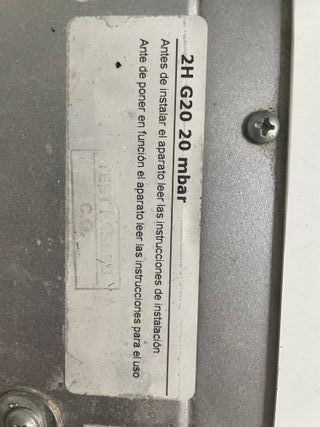 2H G20 20 mbar
Antes de instalar el aparato leer las instrucciones de instalación
Ante de poner en función el aparato leer las instrucciones para el uso